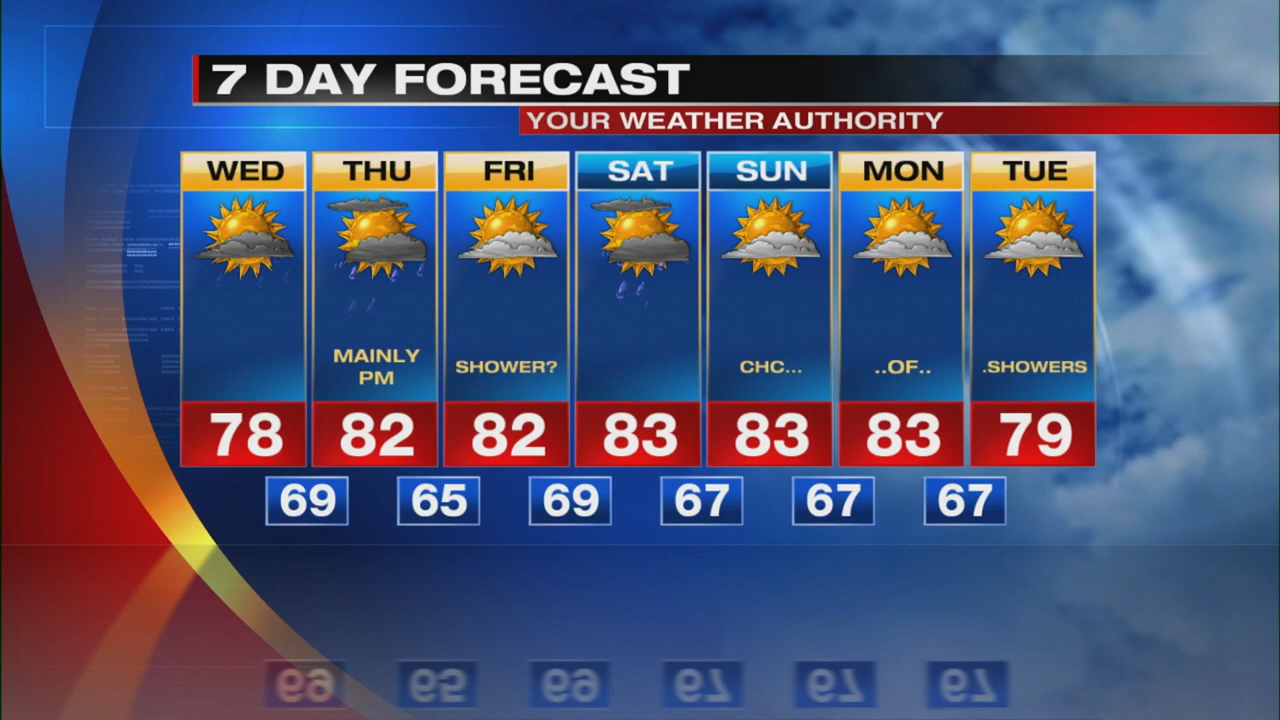 7 DAY FORECAST
YOUR WEATHER AUTHORITY
WED THU FRI SAT SUN MON TUE
MAINLY
PM
SHOWER? CHC... ..OF.. .SHOWERS
78 82 82 83 83 83 79
69 65 69 67 67 67